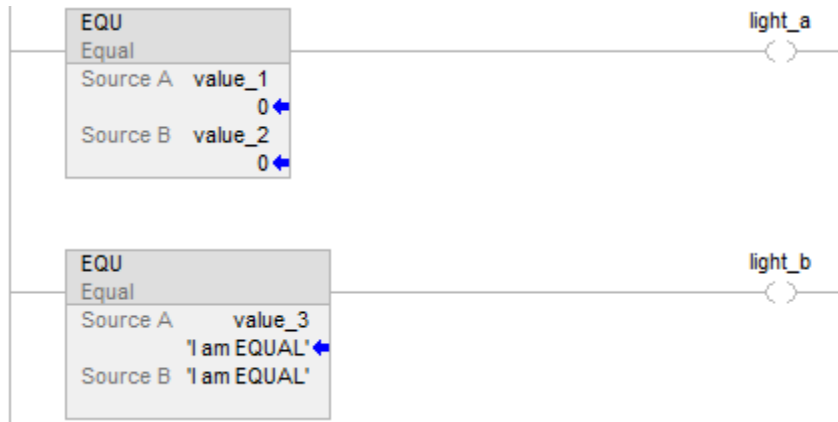 EQU
light_a
Equal
Source A value_1
0
Source B value_2
0
EQU
light_b
Equal
Source A value_3
'I am EQUAL'
Source B 'I am EQUAL'